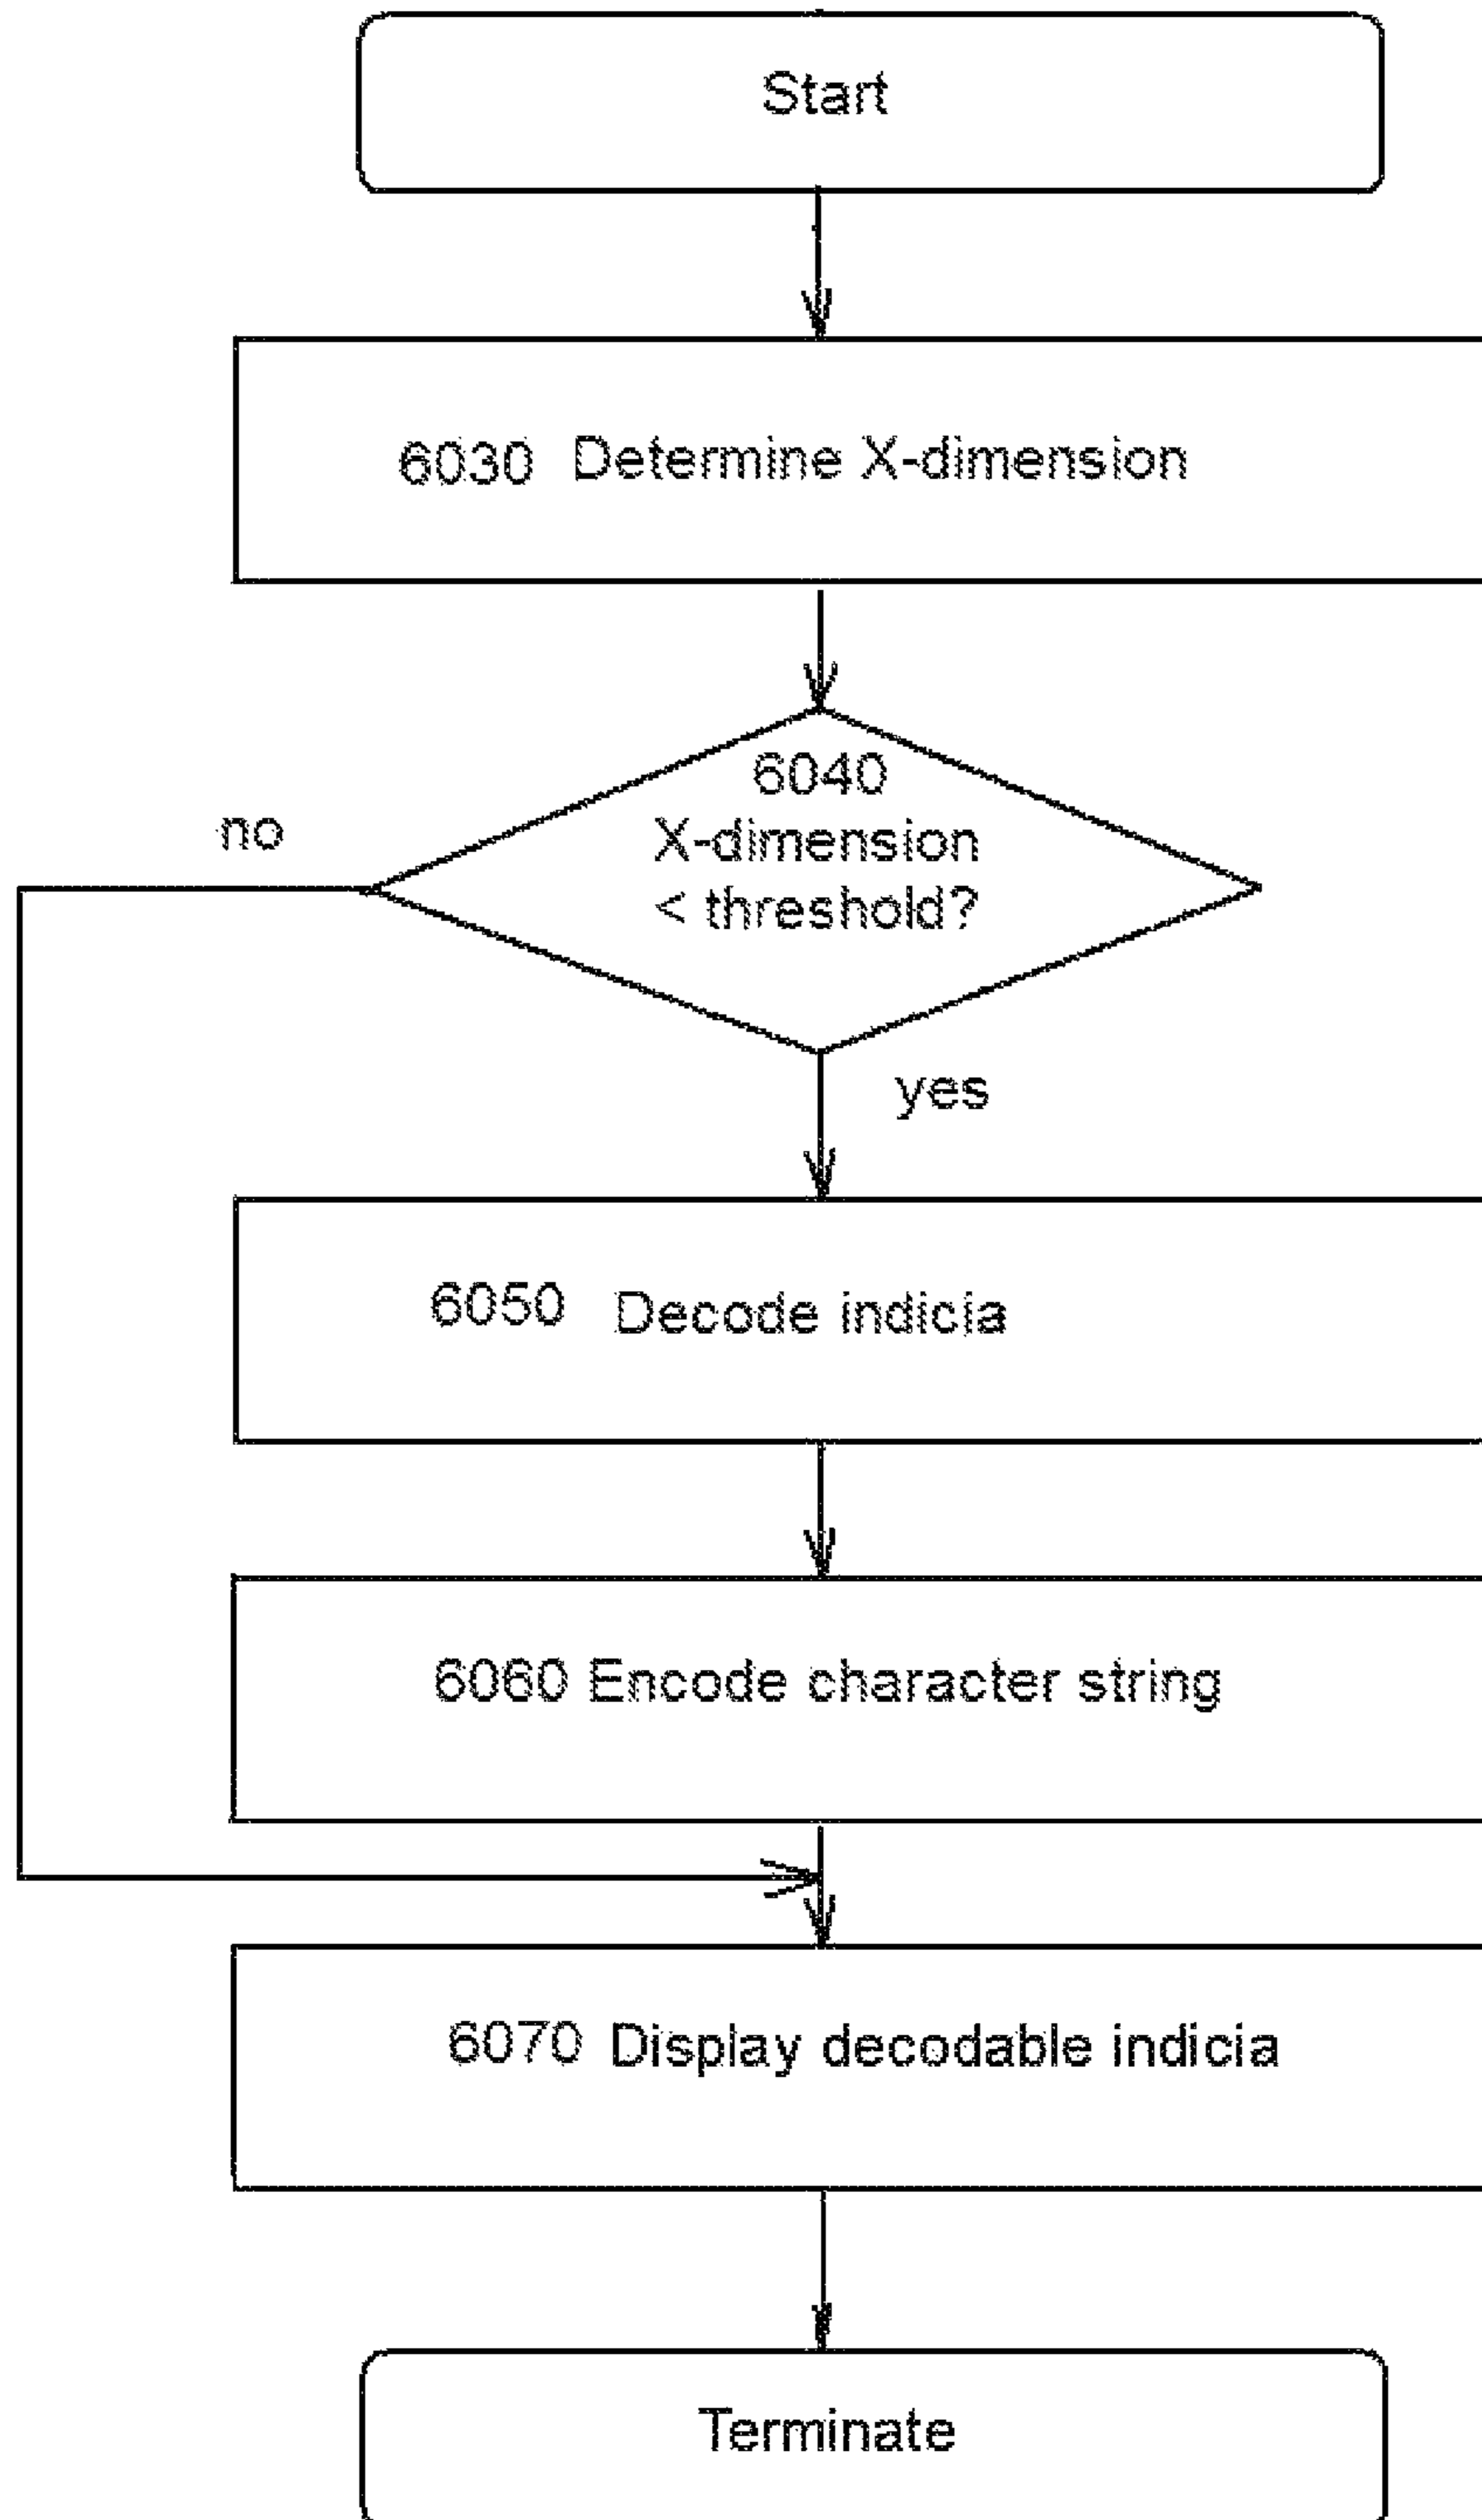 Start
6030 Determine X-dimension
6040
X-dimension
< threshold?
no
yes
6050 Decode indicia
6060 Encode character string
6070 Display decodable indicia
Terminate